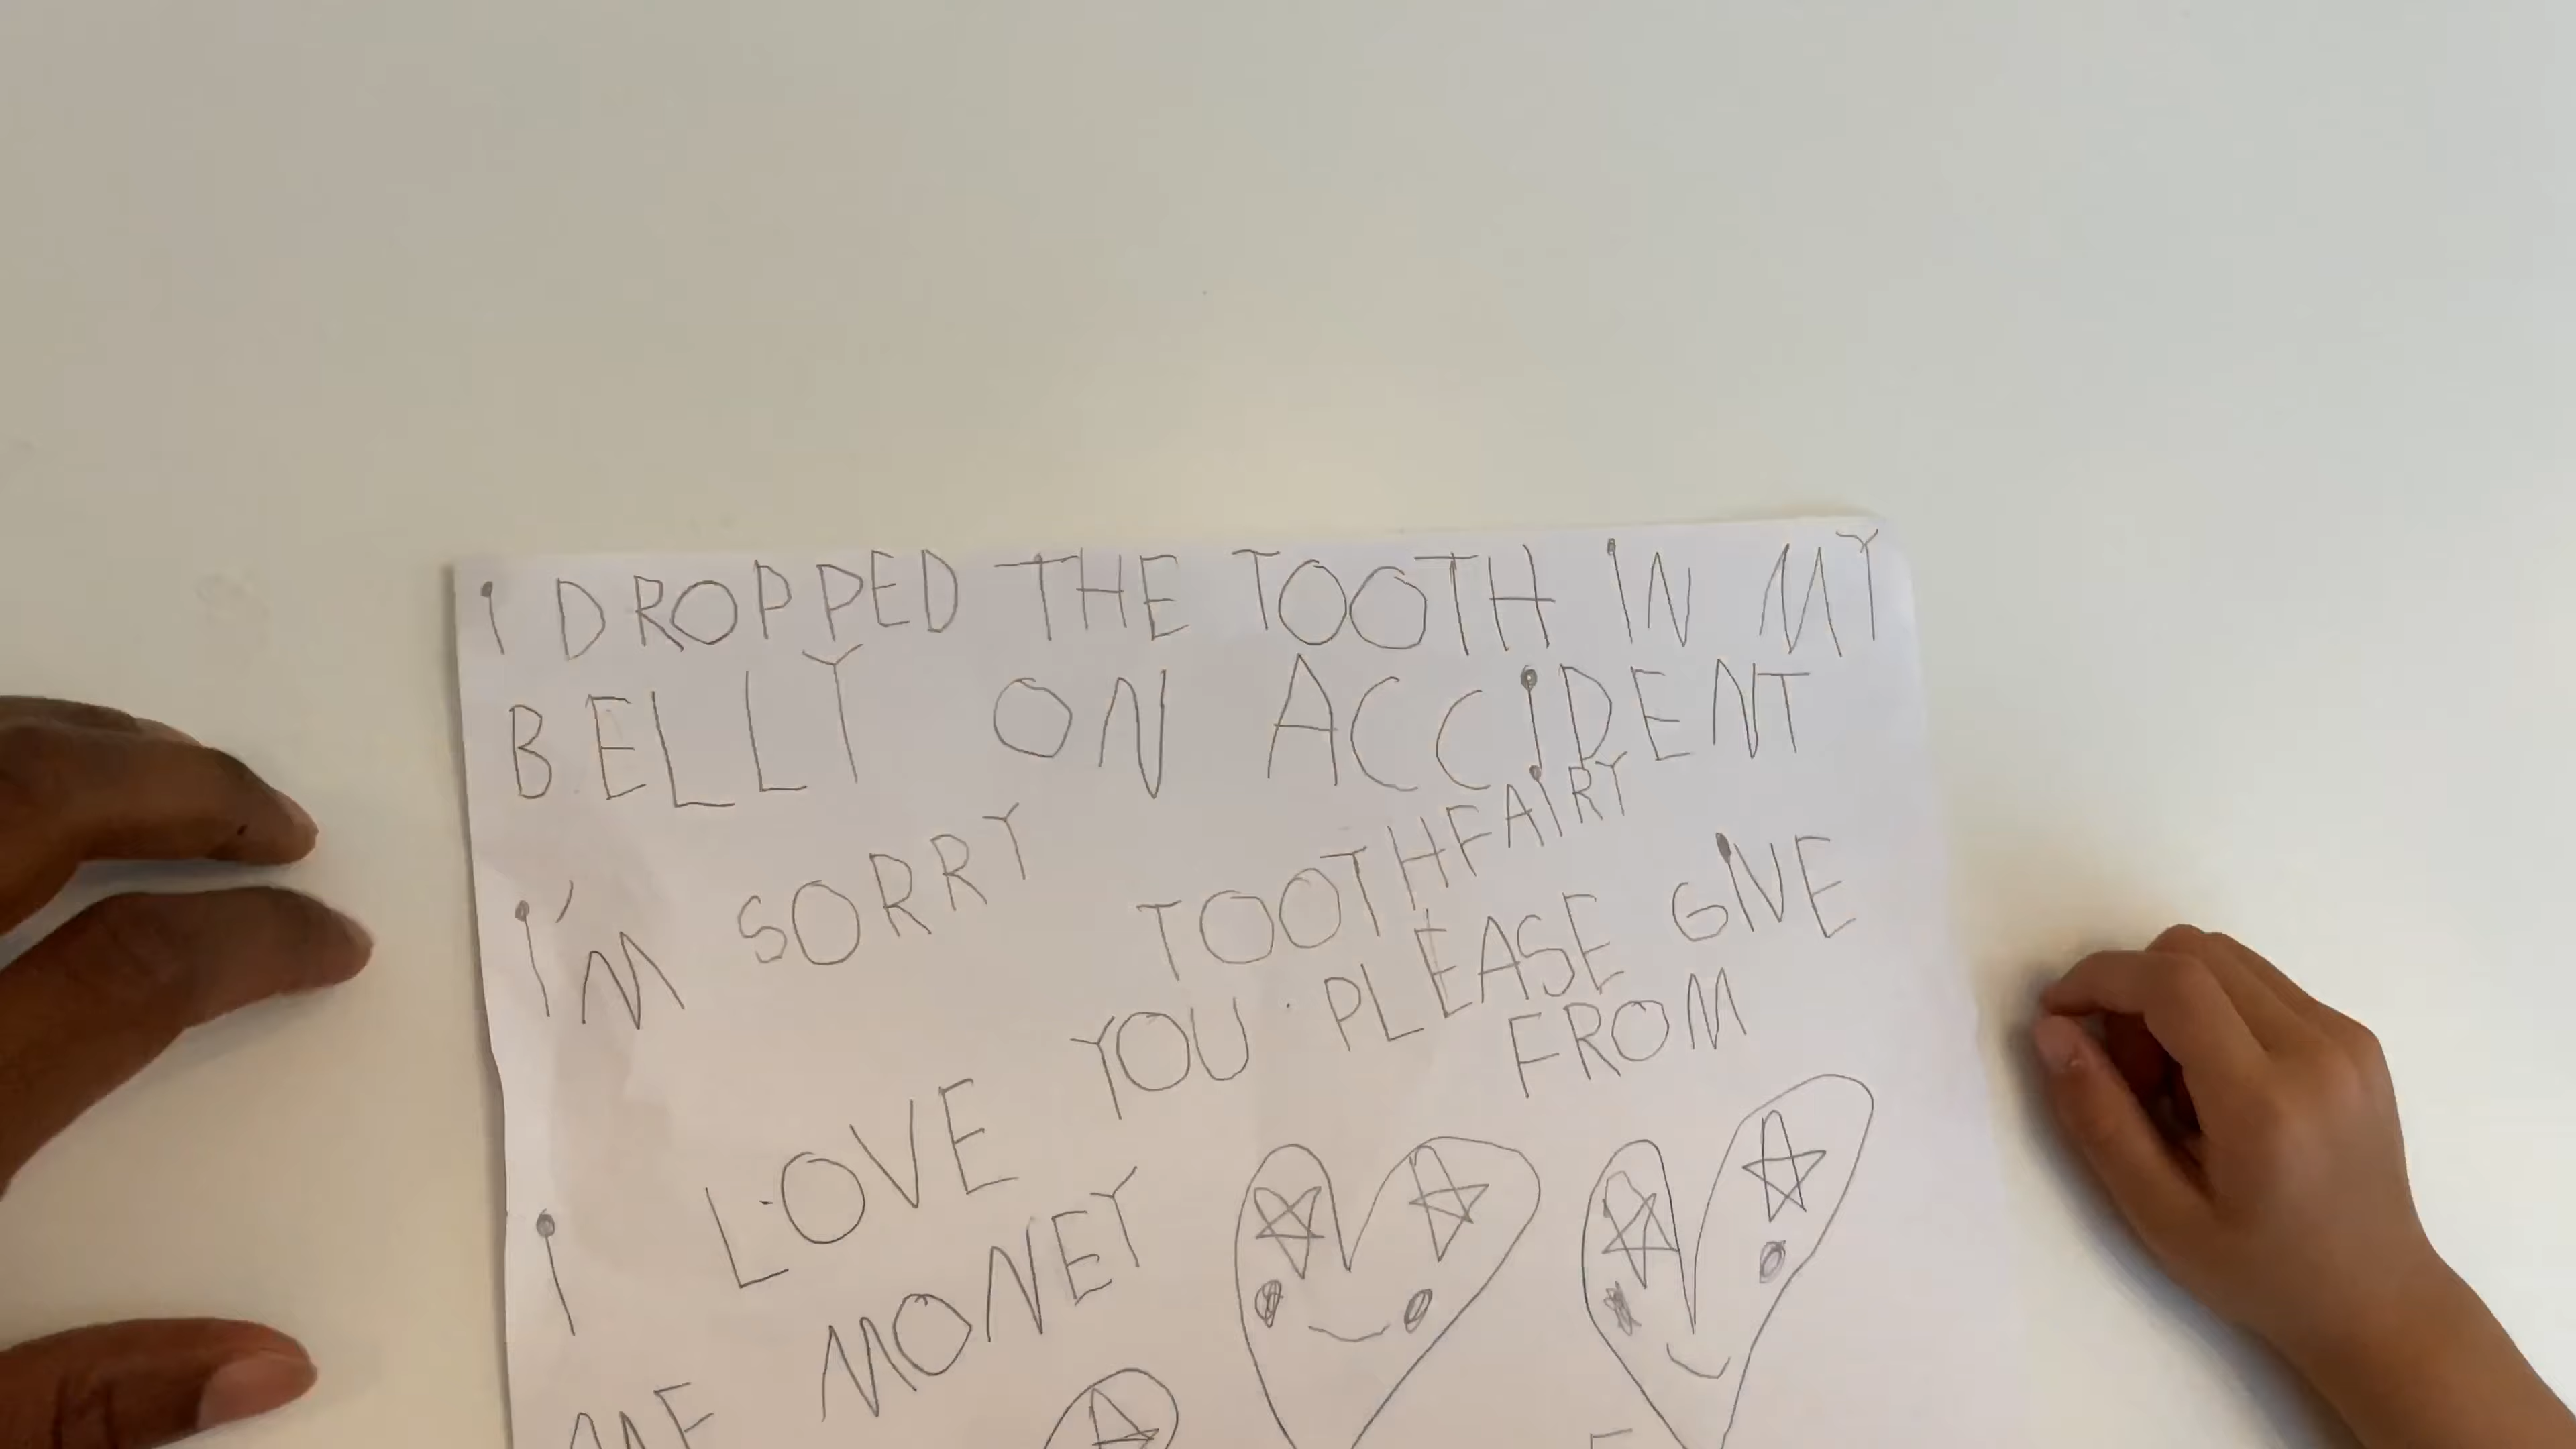 I DROPPED THE TOOTH IN MY
BELLY ON ACCIDENT
I'M SORRY TOOTHFAIRY
I LOVE YOU. PLEASE GIVE
ME MONEY FROM